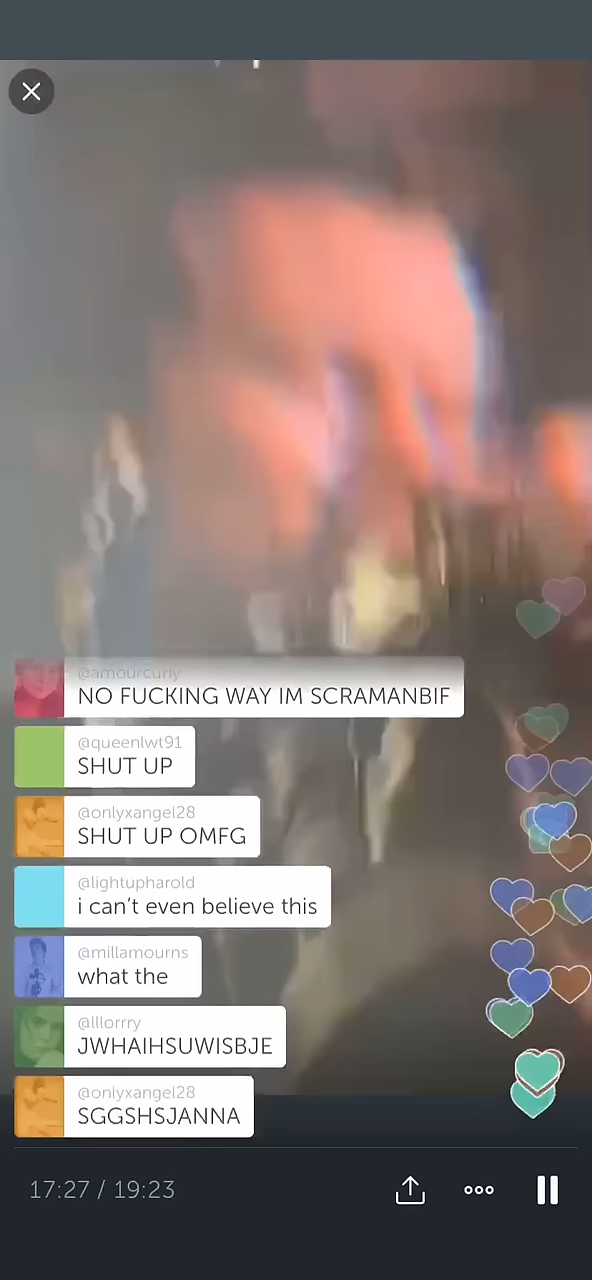 @amourcurly
NO FUCKING WAY IM SCRAMANBIF
@queenlwt91
SHUT UP
@onlyxangel28
SHUT UP OMFG
@lightupharold
i can't even believe this
@millamourns
what the
@lllorrry
JWHAIHSUWISBJE
@onlyxangel28
SGGSHSJANNA
17:27 / 19:23